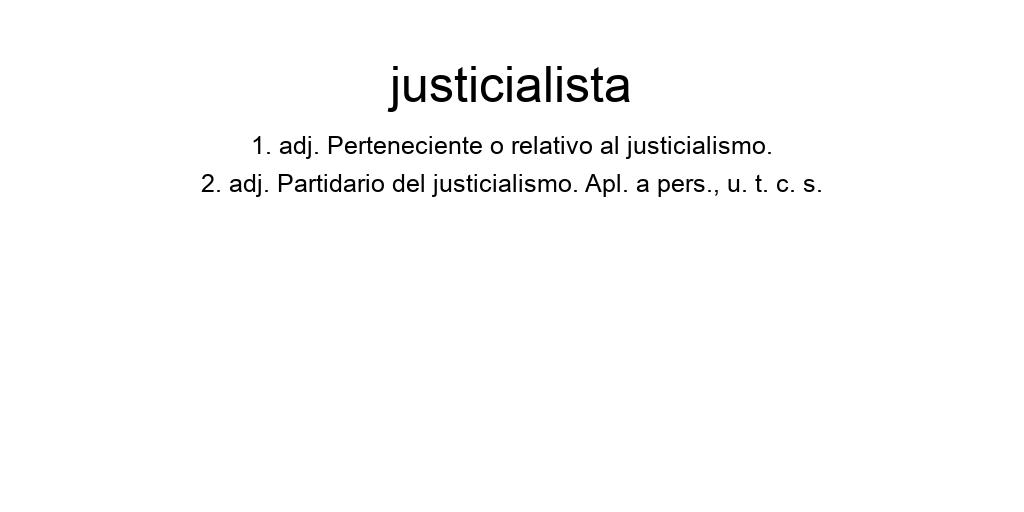 justicialista
1. adj. Perteneciente o relativo al justicialismo.
2. adj. Partidario del justicialismo. Apl. a pers., u. t. c. s.